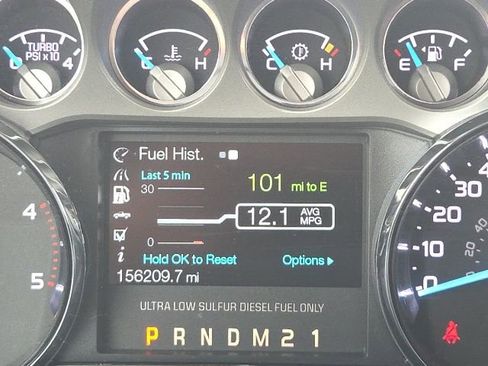 TURBO
PSI x 10
0 4
C H
C H
E F
Fuel Hist.
Last 5 min
30
101 mi to E
12.1 AVG MPG
0
Hold OK to Reset Options
156209.7 mi
ULTRA LOW SULFUR DIESEL FUEL ONLY
P R N D M 2 1
4
5
40
30
20
10
0